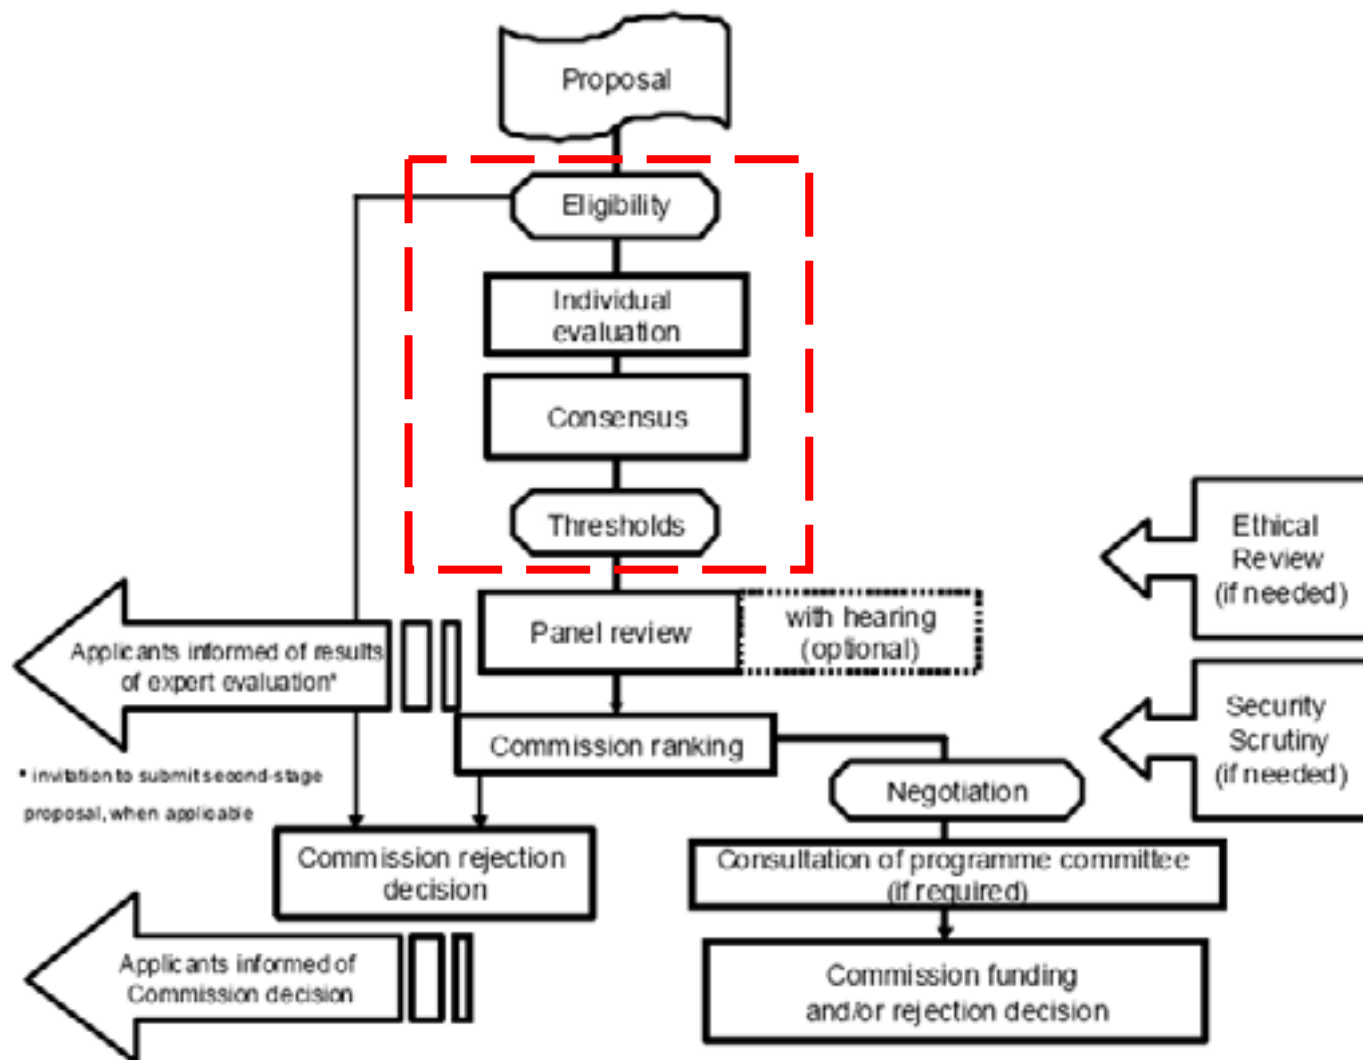 Proposal
Eligibility
Individual
evaluation
Consensus
Thresholds
Panel review
with hearing
(optional)
Ethical
Review
(if needed)
Applicants informed of results
of expert evaluation*
Commission ranking
Security
Scrutiny
(if needed)
* invitation to submit second-stage
proposal, when applicable
Negotiation
Commission rejection
decision
Consultation of programme committee
(if required)
Applicants informed of
Commission decision
Commission funding
and/or rejection decision